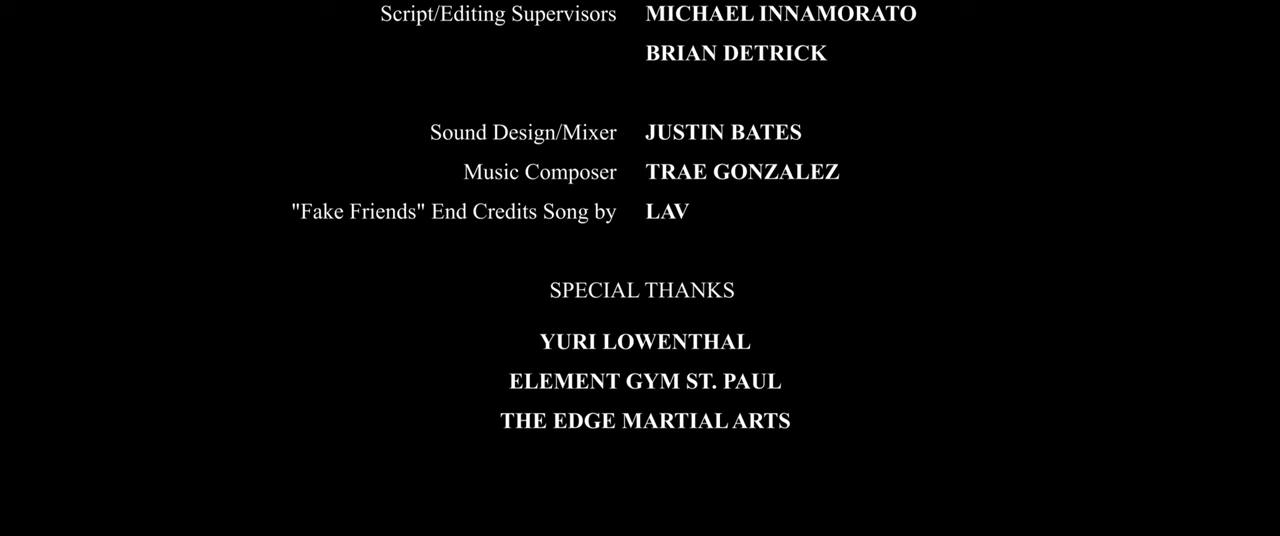 Script/Editing Supervisors MICHAEL INNAMORATO
BRIAN DETRICK
Sound Design/Mixer JUSTIN BATES
Music Composer TRAE GONZALEZ
"Fake Friends" End Credits Song by LAV
SPECIAL THANKS
YURI LOWENTHAL
ELEMENT GYM ST. PAUL
THE EDGE MARTIAL ARTS